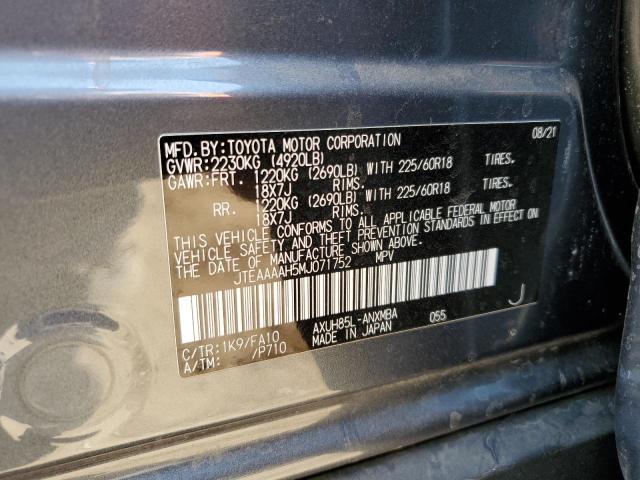 MFD. BY: TOYOTA MOTOR CORPORATION 08/21
GVWR: 2230KG (4920LB)
GAWR: FRT. 1220KG (2690LB) WITH 225/60R18 TIRES.
18X7J RIMS.
RR. 1220KG (2690LB) WITH 225/60R18 TIRES.
18X7J RIMS.
THIS VEHICLE CONFORMS TO ALL APPLICABLE FEDERAL MOTOR
VEHICLE SAFETY AND THEFT PREVENTION STANDARDS IN EFFECT ON
THE DATE OF MANUFACTURE SHOWN ABOVE.
JTEAAAAH5MJ071752 MPV
C/TR: 1K9/FA10 AXUH85L-ANXMBA 055 J
A/TM: /P710 MADE IN JAPAN